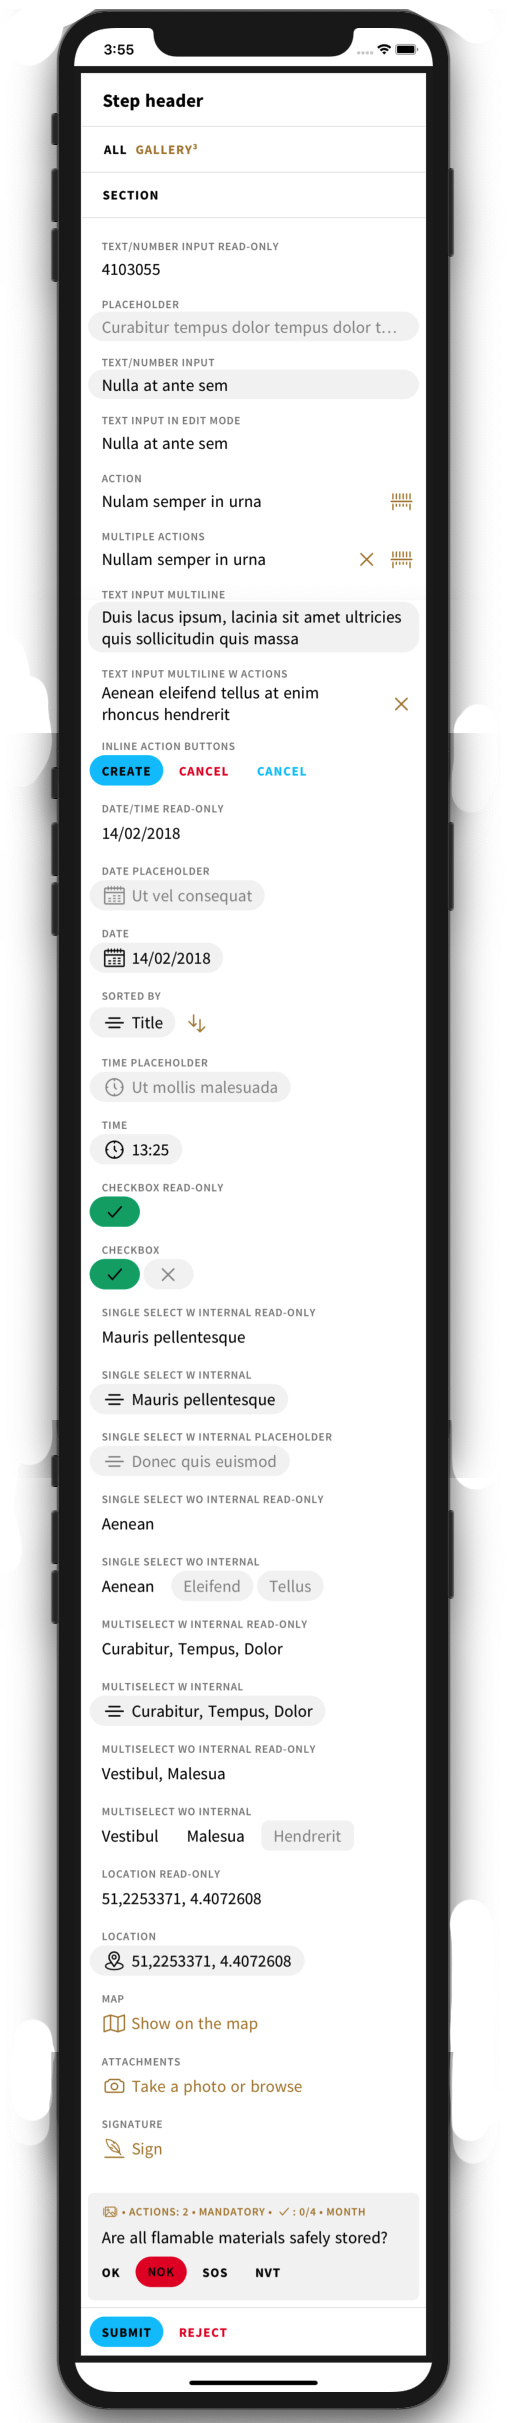 3:55
Step header
ALL GALLERY³
SECTION
TEXT/NUMBER INPUT READ-ONLY
4103055
PLACEHOLDER
Curabitur tempus dolor tempus dolor t...
TEXT/NUMBER INPUT
Nulla at ante sem
TEXT INPUT IN EDIT MODE
Nulla at ante sem
ACTION
Nulam semper in urna
MULTIPLE ACTIONS
Nullam semper in urna
TEXT INPUT MULTILINE
Duis lacus ipsum, lacinia sit amet ultricies
quis sollicitudin quis massa
TEXT INPUT MULTILINE W ACTIONS
Aenean eleifend tellus at enim
rhoncus hendrerit
INLINE ACTION BUTTONS
CREATE CANCEL CANCEL
DATE/TIME READ-ONLY
14/02/2018
DATE PLACEHOLDER
Ut vel consequat
DATE
14/02/2018
SORTED BY
Title
TIME PLACEHOLDER
Ut mollis malesuada
TIME
13:25
CHECKBOX READ-ONLY
CHECKBOX
SINGLE SELECT W INTERNAL READ-ONLY
Mauris pellentesque
SINGLE SELECT W INTERNAL
Mauris pellentesque
SINGLE SELECT W INTERNAL PLACEHOLDER
Donec quis euismod
SINGLE SELECT WO INTERNAL READ-ONLY
Aenean
SINGLE SELECT WO INTERNAL
Aenean Eleifend Tellus
MULTISELECT W INTERNAL READ-ONLY
Curabitur, Tempus, Dolor
MULTISELECT W INTERNAL
Curabitur, Tempus, Dolor
MULTISELECT WO INTERNAL READ-ONLY
Vestibul, Malesua
MULTISELECT WO INTERNAL
Vestibul Malesua Hendrerit
LOCATION READ-ONLY
51,2253371, 4.4072608
LOCATION
51,2253371, 4.4072608
MAP
Show on the map
ATTACHMENTS
Take a photo or browse
SIGNATURE
Sign
• ACTIONS: 2 • MANDATORY • ✓ : 0/4 • MONTH
Are all flamable materials safely stored?
OK NOK SOS NVT
SUBMIT REJECT